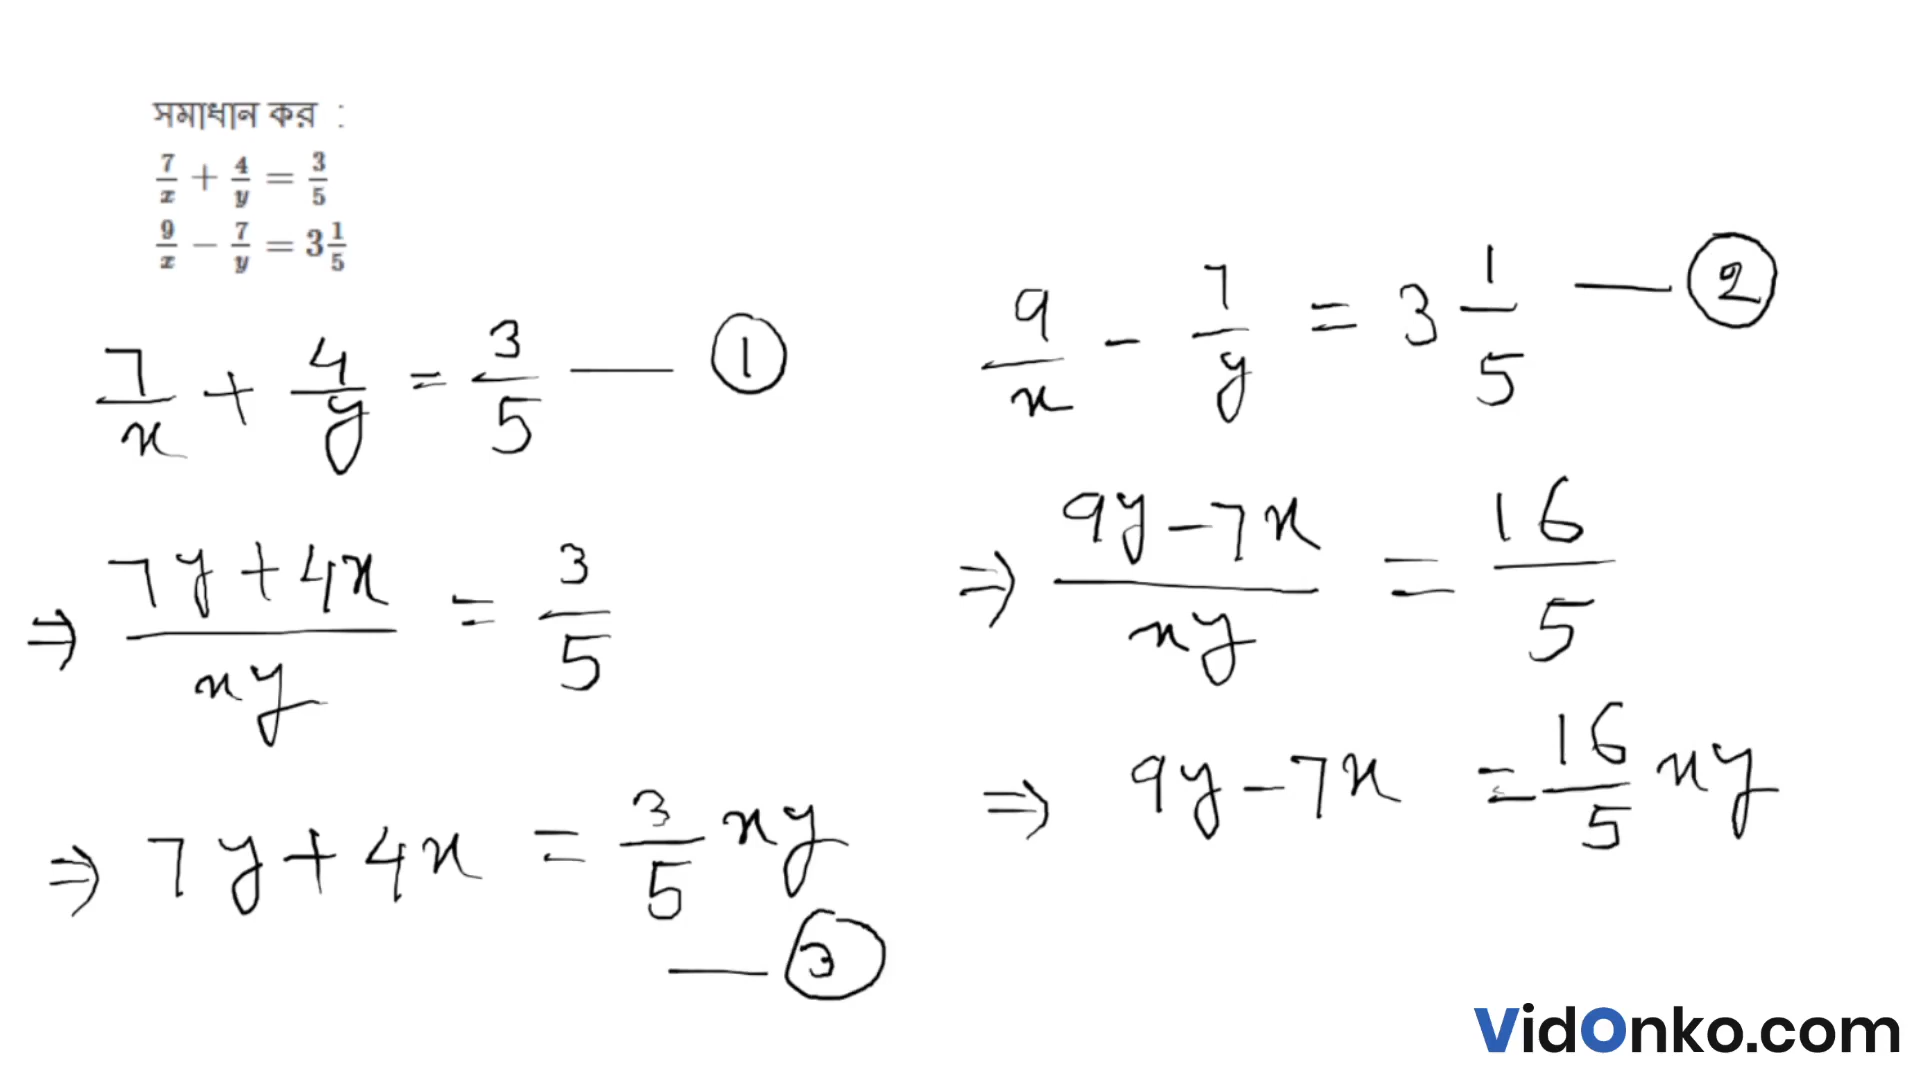 সমাধান কর :
7/x + 4/y = 3/5
9/x − 7/y = 3 1/5
7/x + 4/y = 3/5 — ①
⇒ (7y+4x)/xy = 3/5
⇒ 7y+4x = 3/5 xy
— ③
9/x − 7/y = 3 1/5 — ②
⇒ (9y−7x)/xy = 16/5
⇒ 9y−7x = 16/5 xy
VidOnko.com